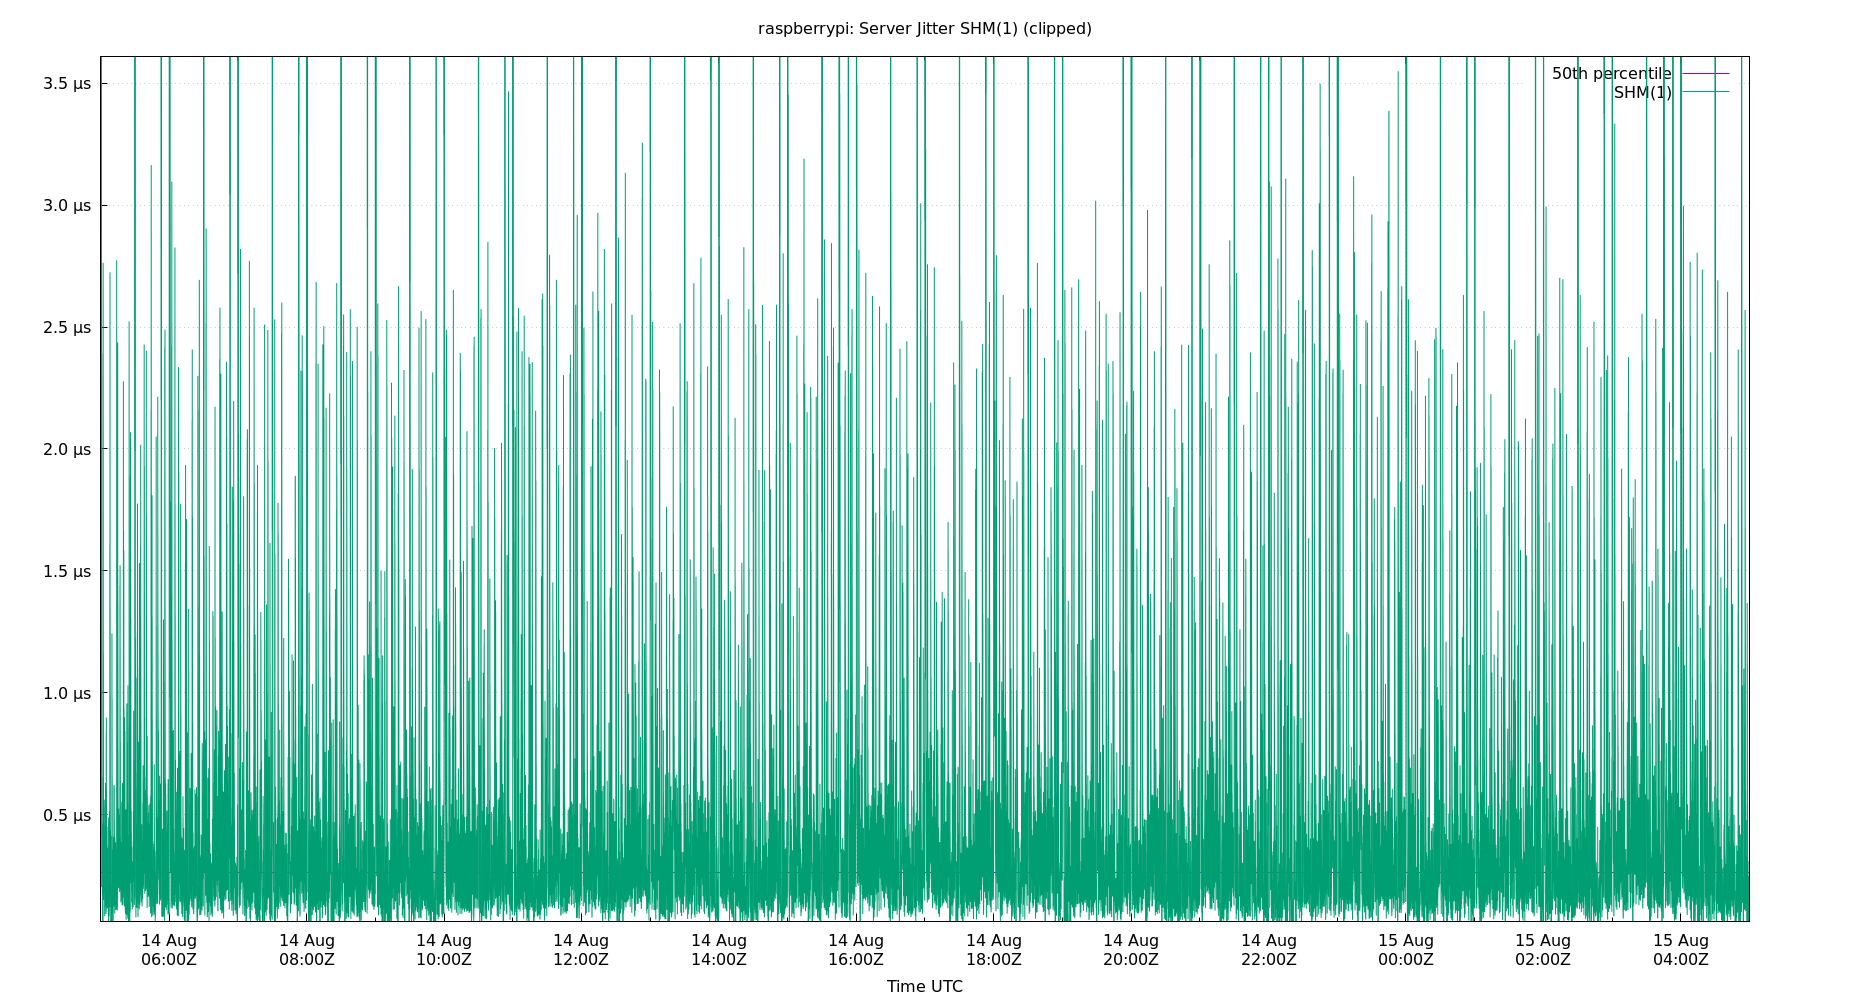 raspberrypi: Server Jitter SHM(1) (clipped)
50th percentile
SHM(1)
3.5 μs
3.0 μs
2.5 μs
2.0 μs
1.5 μs
1.0 μs
0.5 μs
14 Aug 14 Aug 14 Aug 14 Aug 14 Aug 14 Aug 14 Aug 14 Aug 14 Aug 15 Aug 15 Aug 15 Aug
06:00Z 08:00Z 10:00Z 12:00Z 14:00Z 16:00Z 18:00Z 20:00Z 22:00Z 00:00Z 02:00Z 04:00Z
Time UTC